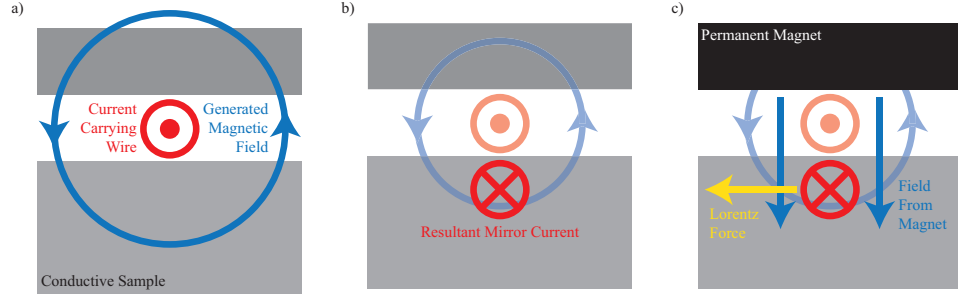 a)
Current
Carrying
Wire
Generated
Magnetic
Field
Conductive Sample
b)
Resultant Mirror Current
c)
Permanent Magnet
Lorentz
Force
Field
From
Magnet